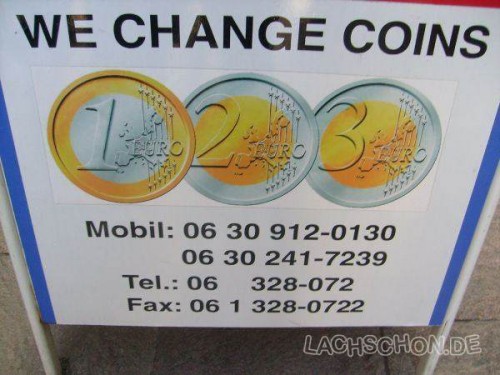 WE CHANGE COINS
1 EURO 2 EURO 3 EURO
Mobil: 06 30 912-0130
06 30 241-7239
Tel.: 06 328-072
Fax: 06 1 328-0722
LACHSCHON.DE